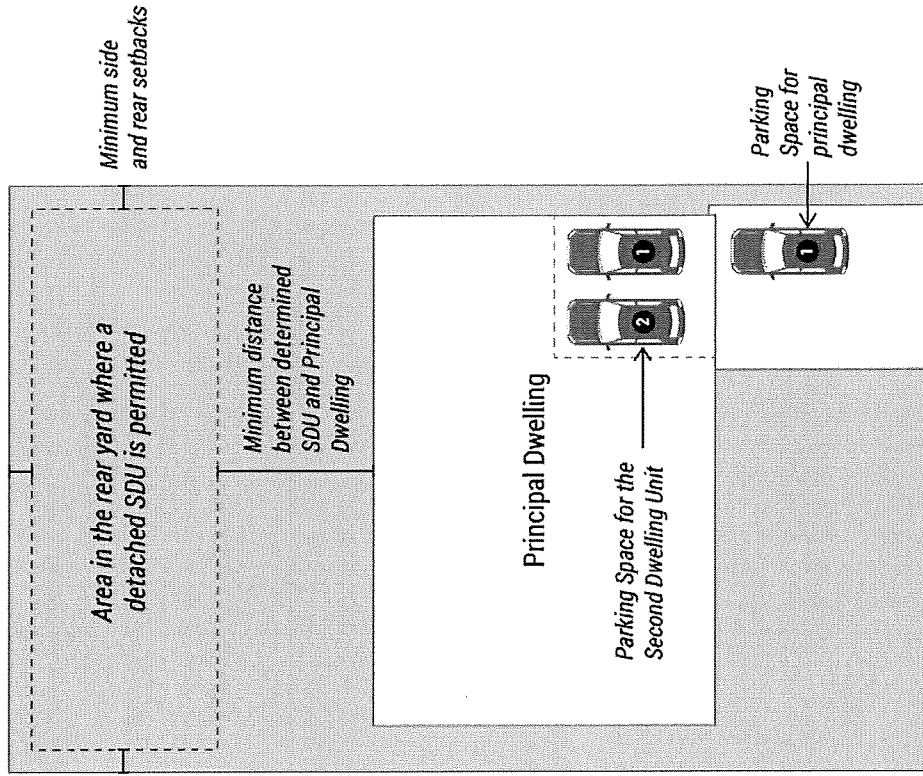 Minimum side
and rear setbacks
Area in the rear yard where a
detached SDU is permitted
Minimum distance
between determined
SDU and Principal
Dwelling
Principal Dwelling
1
2
Parking Space for the
Second Dwelling Unit
Parking
Space for
principal
dwelling
1